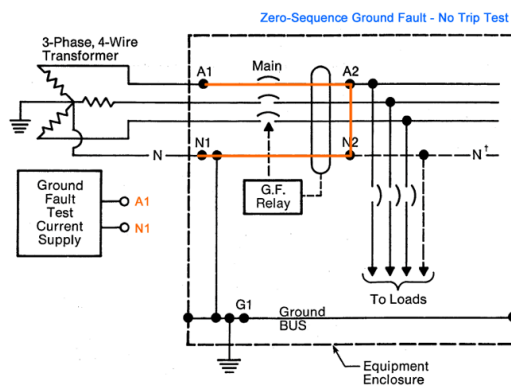 Zero-Sequence Ground Fault - No Trip Test
3-Phase, 4-Wire
Transformer
A1
Main
A2
N
N1
N2
N†
G.F.
Relay
Ground
Fault
Test
Current
Supply
A1
N1
To Loads
G1
Ground
BUS
Equipment
Enclosure